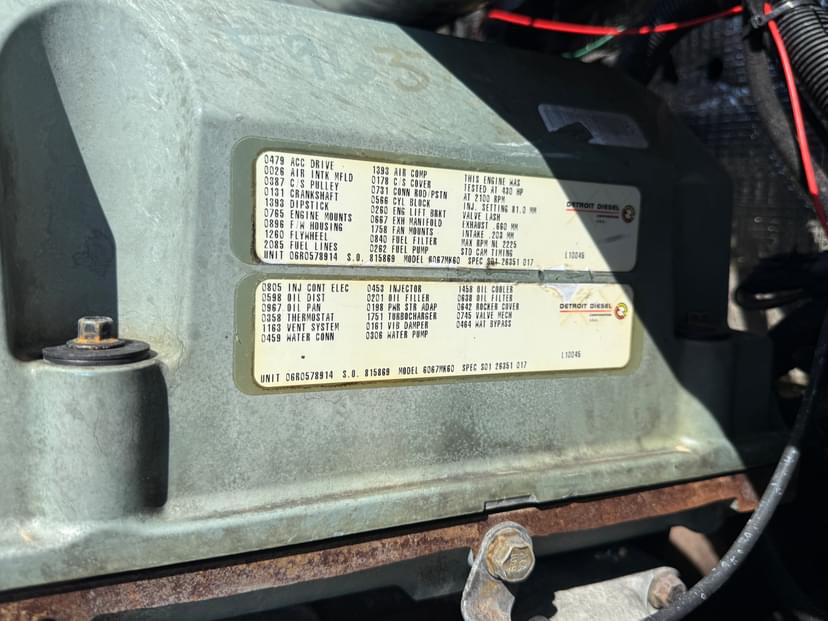 963
0479 ACC DRIVE 1393 AIR COMP THIS ENGINE WAS
0026 AIR INTK MFLD 0178 C/S COVER TESTED AT 430 HP
0387 C/S PULLEY 0731 CONN ROD/PSTN AT 2100 RPM
0131 CRANKSHAFT 0566 CYL BLOCK INJ. SETTING 81.0 MM
1393 DIPSTICK 0260 ENG LIFT BRKT VALVE LASH
0765 ENGINE MOUNTS 0667 EXH MANIFOLD EXHAUST .660 MM
0896 F/W HOUSING 1758 FAN MOUNTS INTAKE .203 MM
1260 FLYWHEEL 0840 FUEL FILTER MAX RPM NL 2225
2085 FUEL LINES 0262 FUEL PUMP STD CAM TIMING
UNIT 06R0578914 S.O. 815869 MODEL 6067MK60 SPEC S01 26351 017
DETROIT DIESEL
CORPORATION
L10045
0805 INJ CONT ELEC 0453 INJECTOR 1458 OIL COOLER
0598 OIL DIST 0201 OIL FILLER 0638 OIL FILTER
0967 OIL PAN 0198 PWR STR ADAP 0642 ROCKER COVER
0358 THERMOSTAT 1751 TURBOCHARGER 0745 VALVE MECH
1163 VENT SYSTEM 0161 VIB DAMPER 0464 WAT BYPASS
0459 WATER CONN 0306 WATER PUMP
UNIT 06R0578914 S.O. 815869 MODEL 6067MK60 SPEC S01 26351 017
DETROIT DIESEL
CORPORATION
L10045